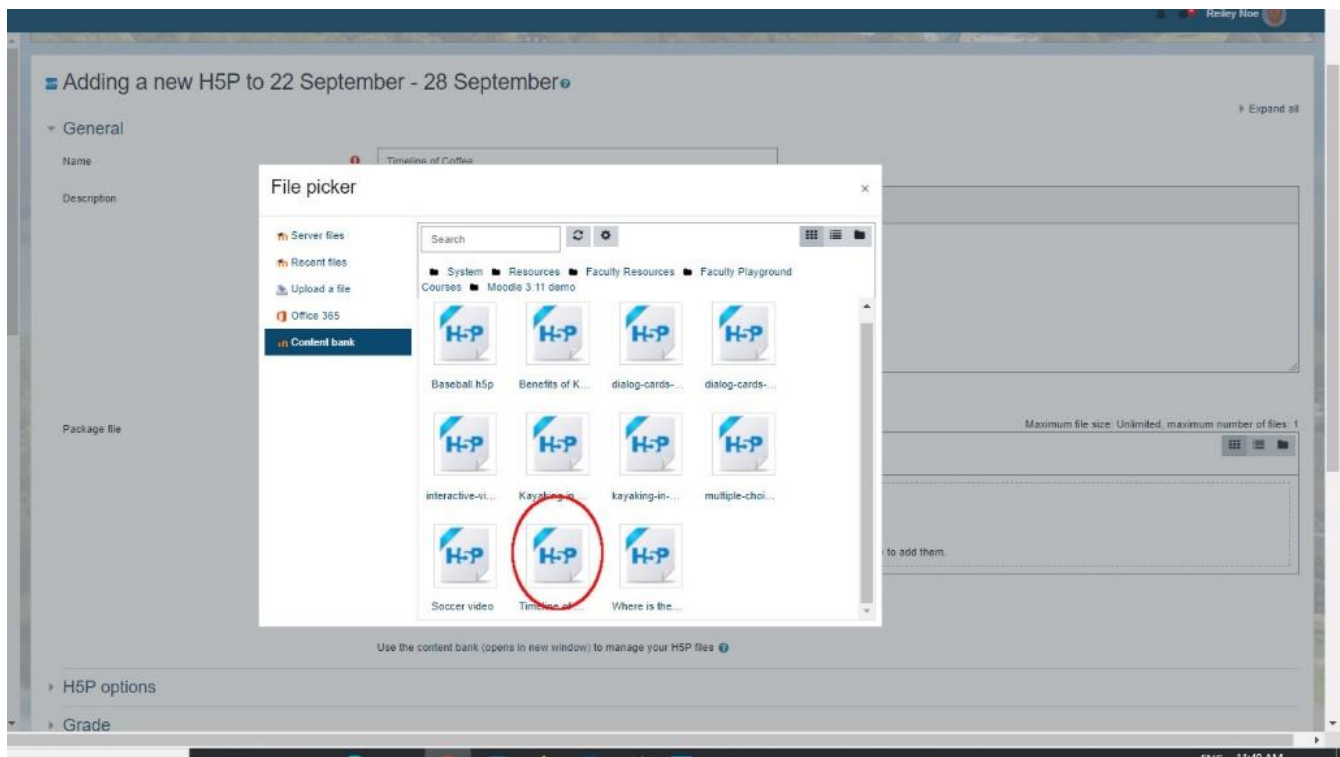 Reiley Noe
Adding a new H5P to 22 September - 28 September
Expand all
General
Name
Timeline of Coffee
Description
File picker
Server files
Recent files
Upload a file
Office 365
Content bank
Search
System Resources Faculty Resources Faculty Playground
Courses Moodle 3.11 demo
H-P H-P H-P H-P
Baseball.h5p Benefits of K... dialog-cards-... dialog-cards-...
H-P H-P H-P H-P
interactive-vi... Kayaking in ... kayaking-in-... multiple-choi...
H-P H-P H-P
Soccer video Timeline of ... Where is the...
Package file
Maximum file size: Unlimited, maximum number of files: 1
to add them.
Use the content bank (opens in new window) to manage your H5P files
H5P options
Grade
ENG 11:49 AM